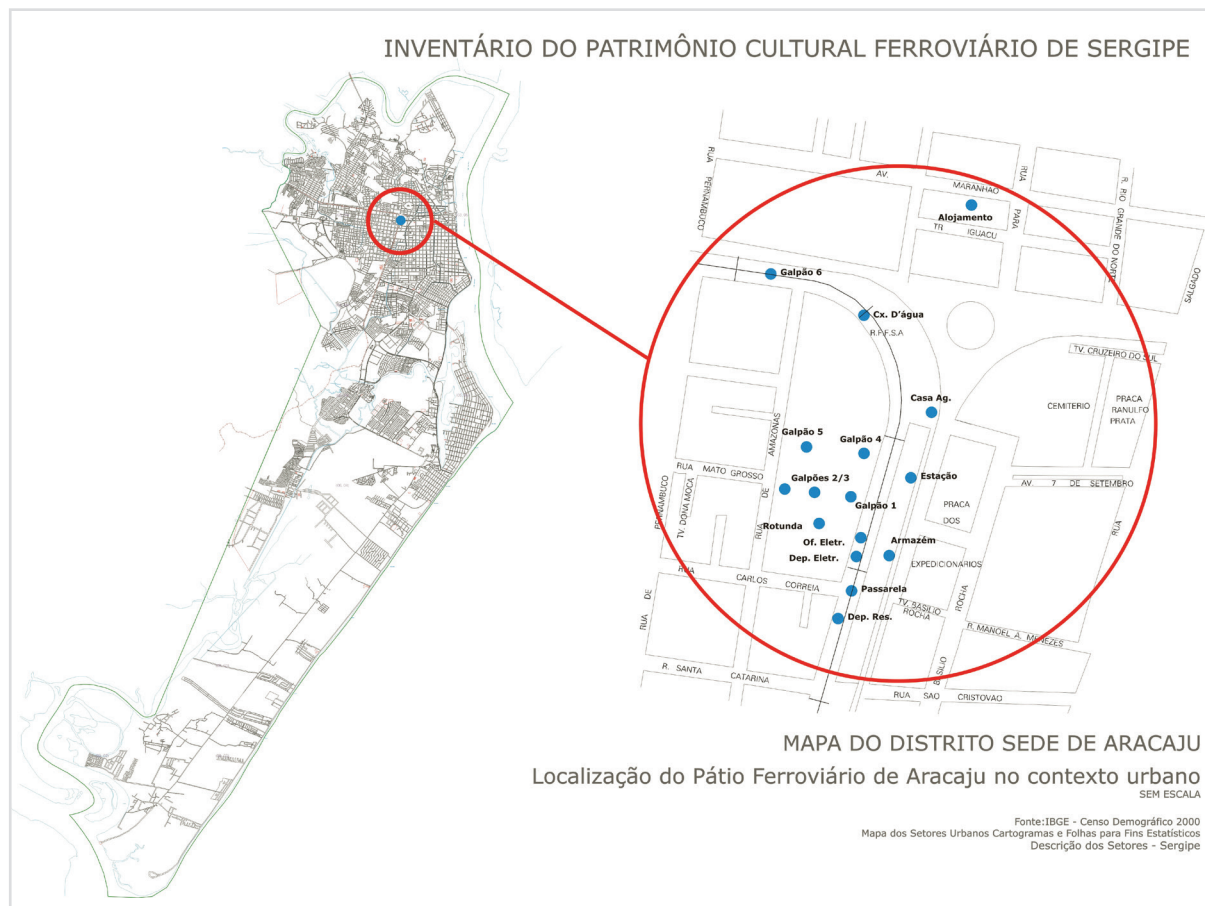 INVENTÁRIO DO PATRIMÔNIO CULTURAL FERROVIÁRIO DE SERGIPE
RUA PERNAMBUCO
AV. MARANHAO
RUA PARA
R. RIO GRANDE DO NORTE
Alojamento
TR IGUACU
SALGADO
Galpão 6
Cx. D'água
R.F.F.S.A
TV. CRUZEIRO DO SUL
Casa Ag.
CEMITERIO
PRACA
RANULFO
PRATA
Galpão 5
Galpão 4
RUA DE AMAZONAS
RUA MATO GROSSO
Galpões 2/3
Estação
AV. 7 DE SETEMBRO
RUA DE PERNAMBUCO
TV. DONA MOCA
Galpão 1
PRACA
DOS
EXPEDICIONARIOS
RUA
Rotunda
Of. Eletr.
Dep. Eletr.
Armazém
RUA CARLOS CORREIA
Passarela
TV. BASILIO
ROCHA
BASILIO ROCHA
Dep. Res.
R. MANOEL A. MENEZES
R. SANTA CATARINA
RUA SAO CRISTOVAO
MAPA DO DISTRITO SEDE DE ARACAJU
Localização do Pátio Ferroviário de Aracaju no contexto urbano
SEM ESCALA
Fonte:IBGE - Censo Demográfico 2000
Mapa dos Setores Urbanos Cartogramas e Folhas para Fins Estatísticos
Descrição dos Setores - Sergipe